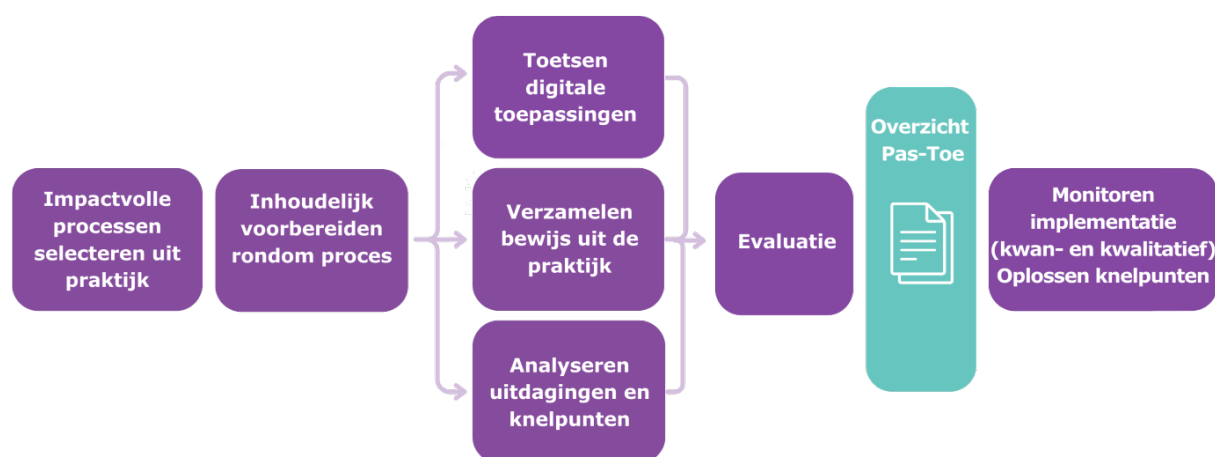 Impactvolle
processen
selecteren uit
praktijk
Inhoudelijk
voorbereiden
rondom proces
Toetsen
digitale
toepassingen
Verzamelen
bewijs uit de
praktijk
Analyseren
uitdagingen en
knelpunten
Evaluatie
Overzicht
Pas-Toe
Monitoren
implementatie
(kwan- en kwalitatief)
Oplossen knelpunten